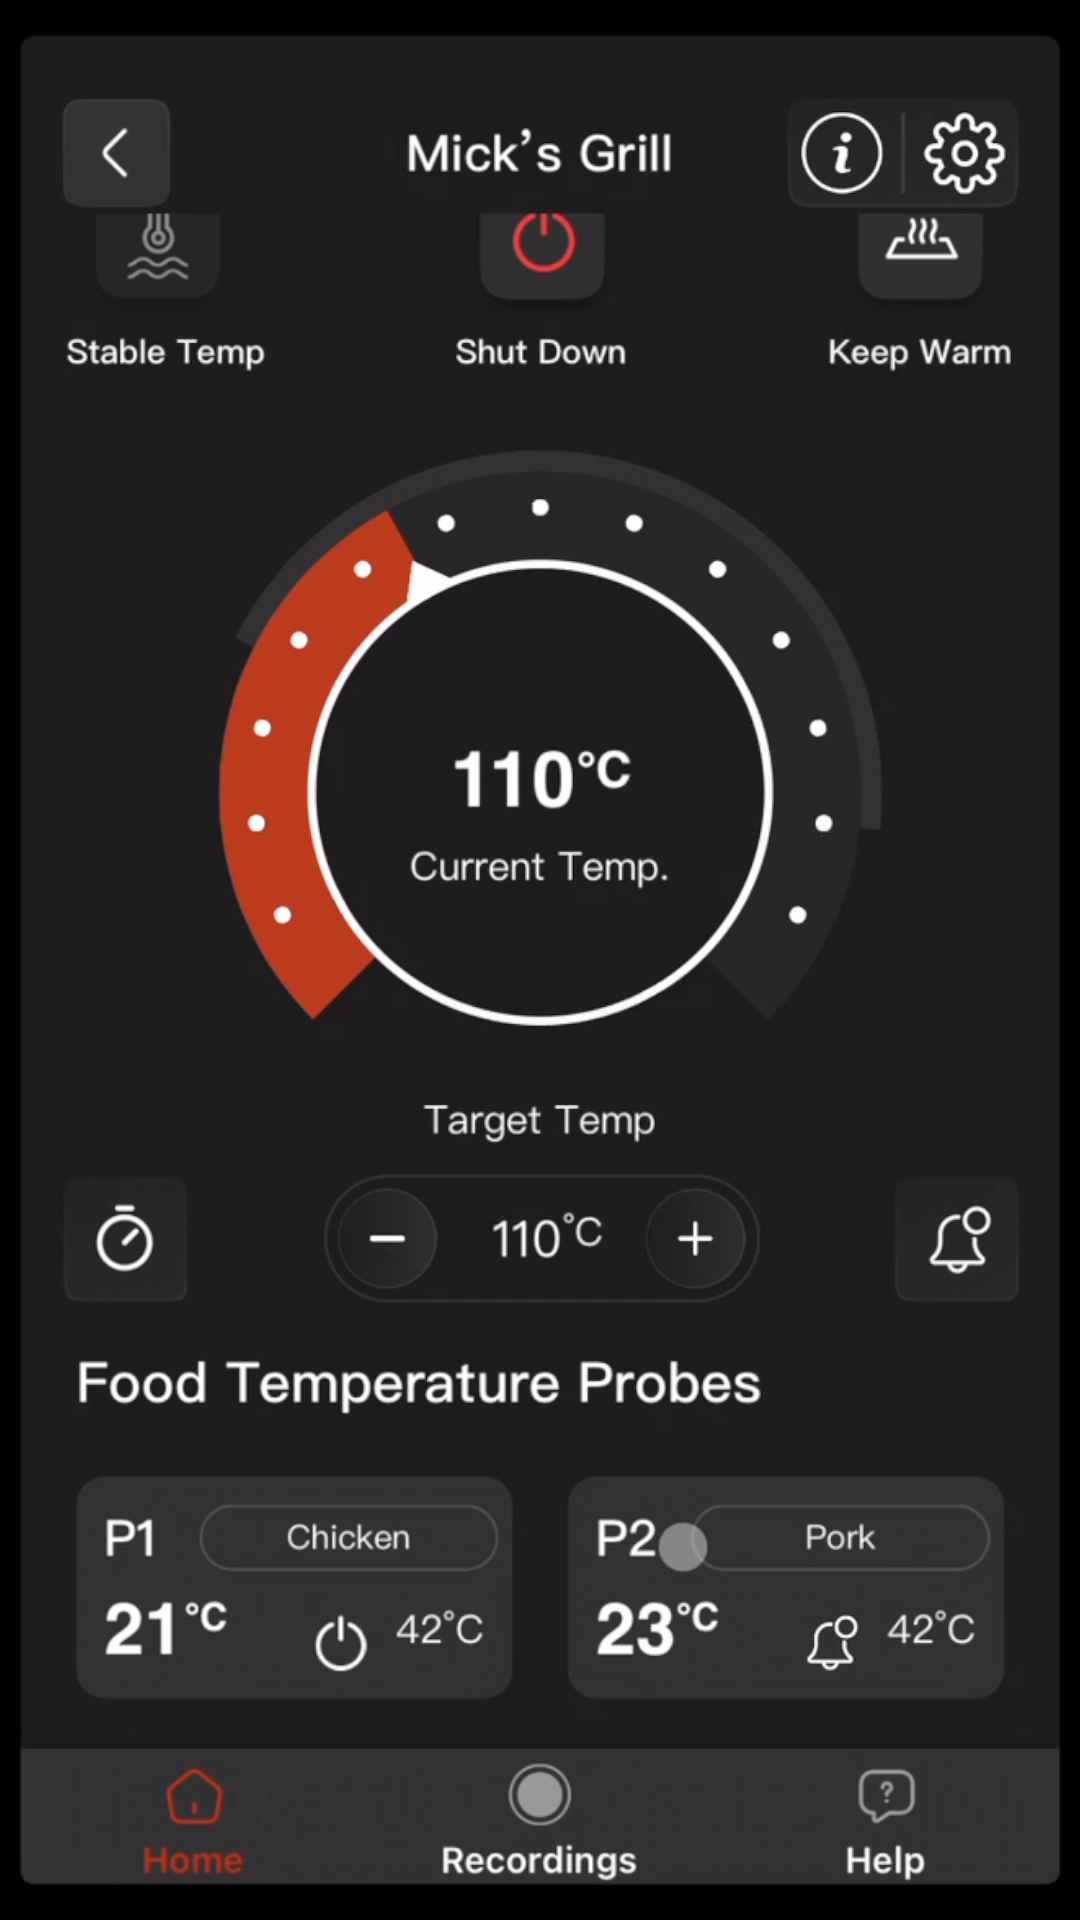 Mick's Grill
Stable Temp
Shut Down
Keep Warm
110°C
Current Temp.
Target Temp
110°C
Food Temperature Probes
P1 Chicken
21°C 42°C
P2 Pork
23°C 42°C
Home
Recordings
Help